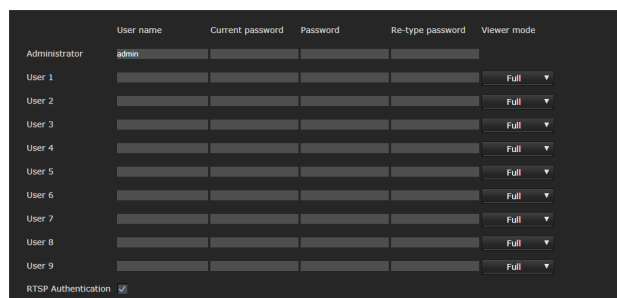 User name Current password Password Re-type password Viewer mode
Administrator admin
User 1 Full
User 2 Full
User 3 Full
User 4 Full
User 5 Full
User 6 Full
User 7 Full
User 8 Full
User 9 Full
RTSP Authentication